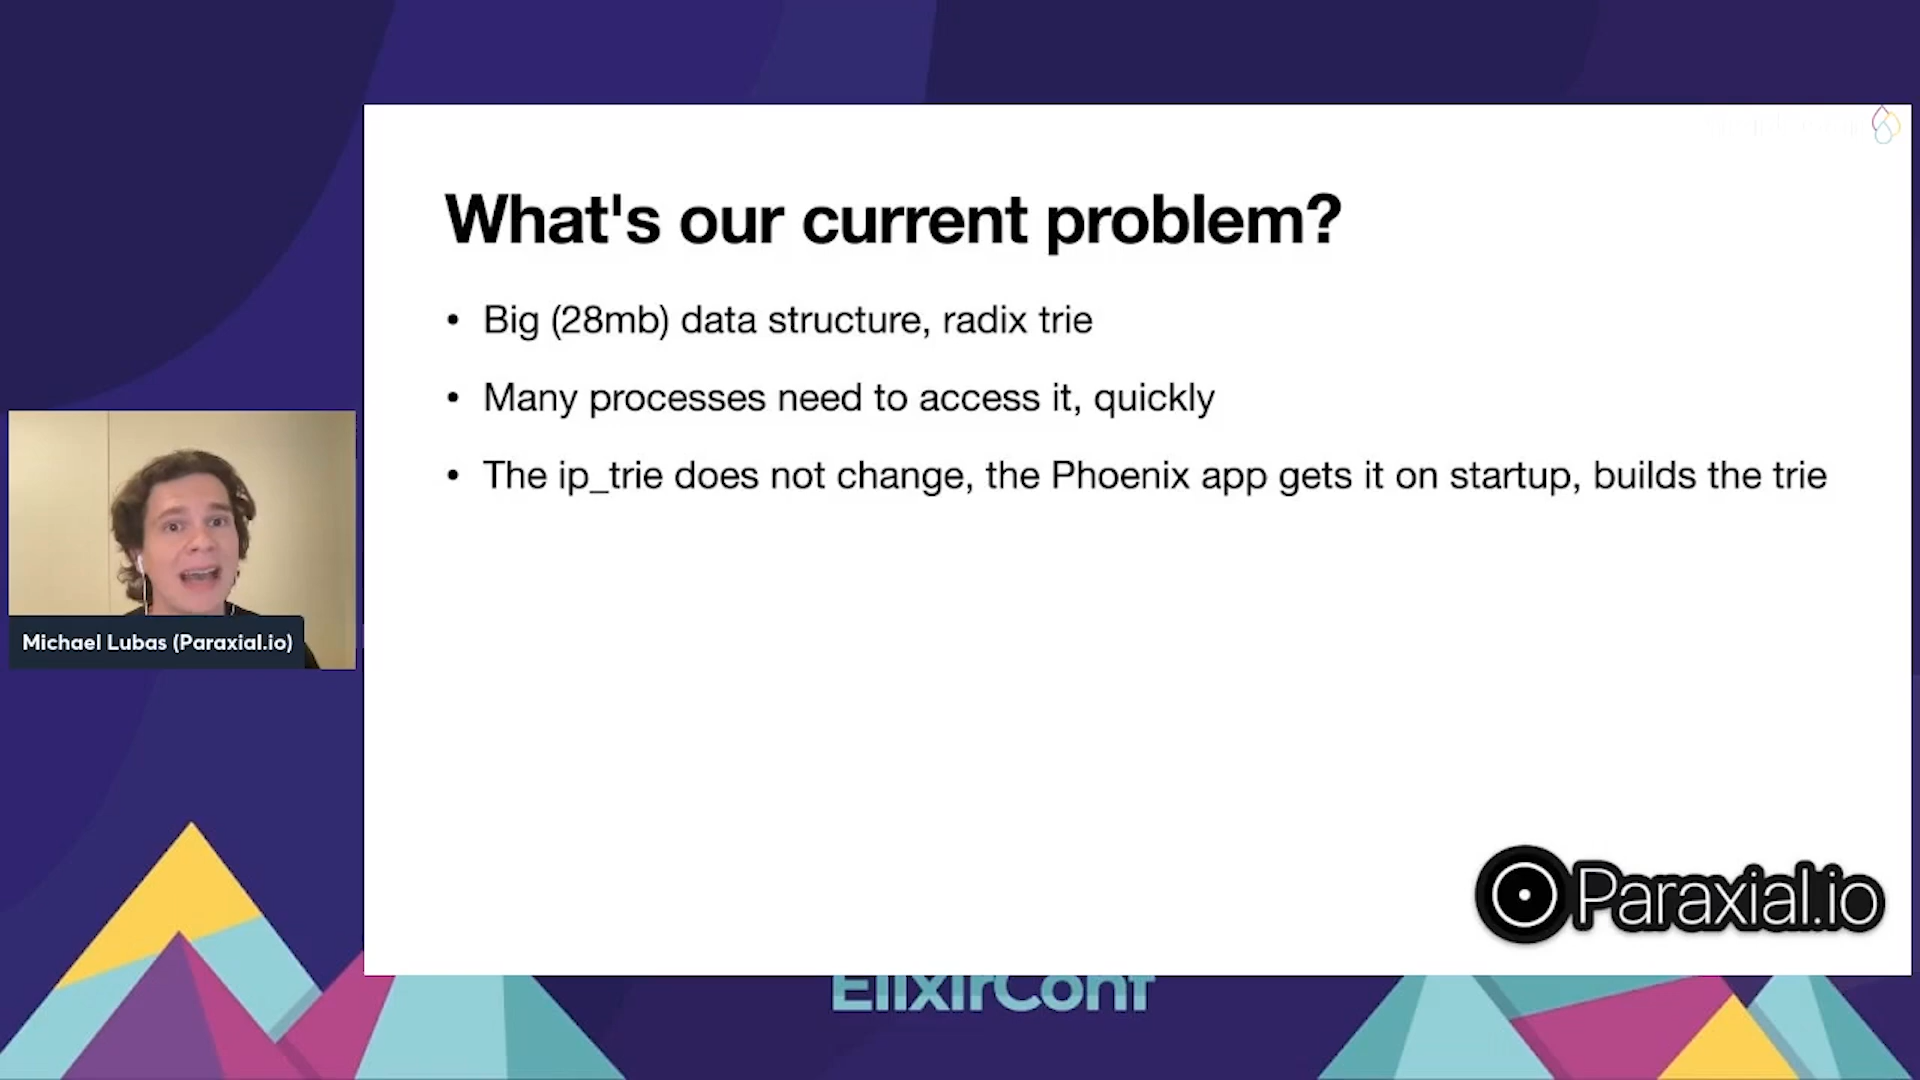 What's our current problem?
• Big (28mb) data structure, radix trie
• Many processes need to access it, quickly
• The ip_trie does not change, the Phoenix app gets it on startup, builds the trie
Michael Lubas (Paraxial.io)
Paraxial.io
ElixirConf